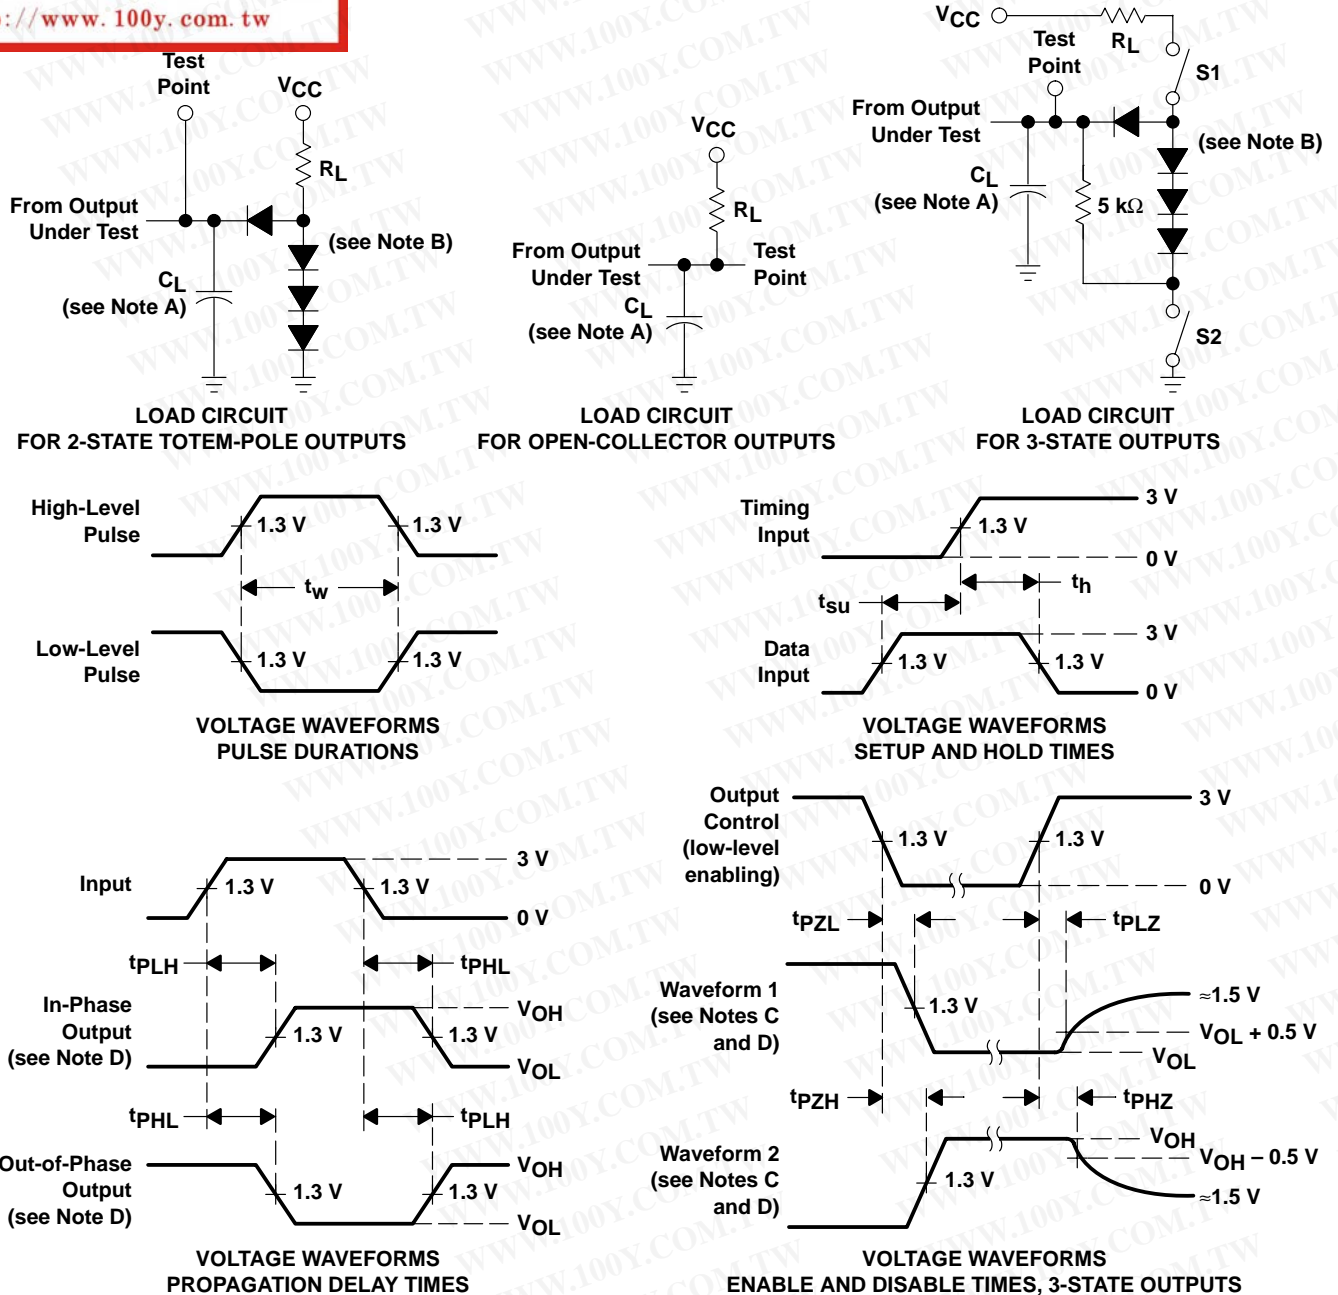 ://www.100y.com.tw
Test
Point
VCC
RL
From Output
Under Test
(see Note B)
CL
(see Note A)
LOAD CIRCUIT
FOR 2-STATE TOTEM-POLE OUTPUTS
VCC
RL
From Output
Under Test
Test
Point
CL
(see Note A)
LOAD CIRCUIT
FOR OPEN-COLLECTOR OUTPUTS
VCC
RL
Test
Point
S1
From Output
Under Test
(see Note B)
CL
(see Note A)
5 kΩ
S2
LOAD CIRCUIT
FOR 3-STATE OUTPUTS
High-Level
Pulse
1.3 V
1.3 V
tw
Low-Level
Pulse
1.3 V
1.3 V
VOLTAGE WAVEFORMS
PULSE DURATIONS
Timing
Input
1.3 V
3 V
0 V
tsu
th
Data
Input
1.3 V
1.3 V
3 V
0 V
VOLTAGE WAVEFORMS
SETUP AND HOLD TIMES
Input
1.3 V
1.3 V
3 V
0 V
tPLH
tPHL
In-Phase
Output
(see Note D)
1.3 V
1.3 V
VOH
VOL
tPHL
tPLH
Out-of-Phase
Output
(see Note D)
1.3 V
1.3 V
VOH
VOL
VOLTAGE WAVEFORMS
PROPAGATION DELAY TIMES
Output
Control
(low-level
enabling)
1.3 V
1.3 V
3 V
0 V
tPZL
tPLZ
Waveform 1
(see Notes C
and D)
1.3 V
≈1.5 V
VOL + 0.5 V
VOL
tPZH
tPHZ
Waveform 2
(see Notes C
and D)
1.3 V
VOH
VOH – 0.5 V
≈1.5 V
VOLTAGE WAVEFORMS
ENABLE AND DISABLE TIMES, 3-STATE OUTPUTS
WWW.100Y.COM.TW